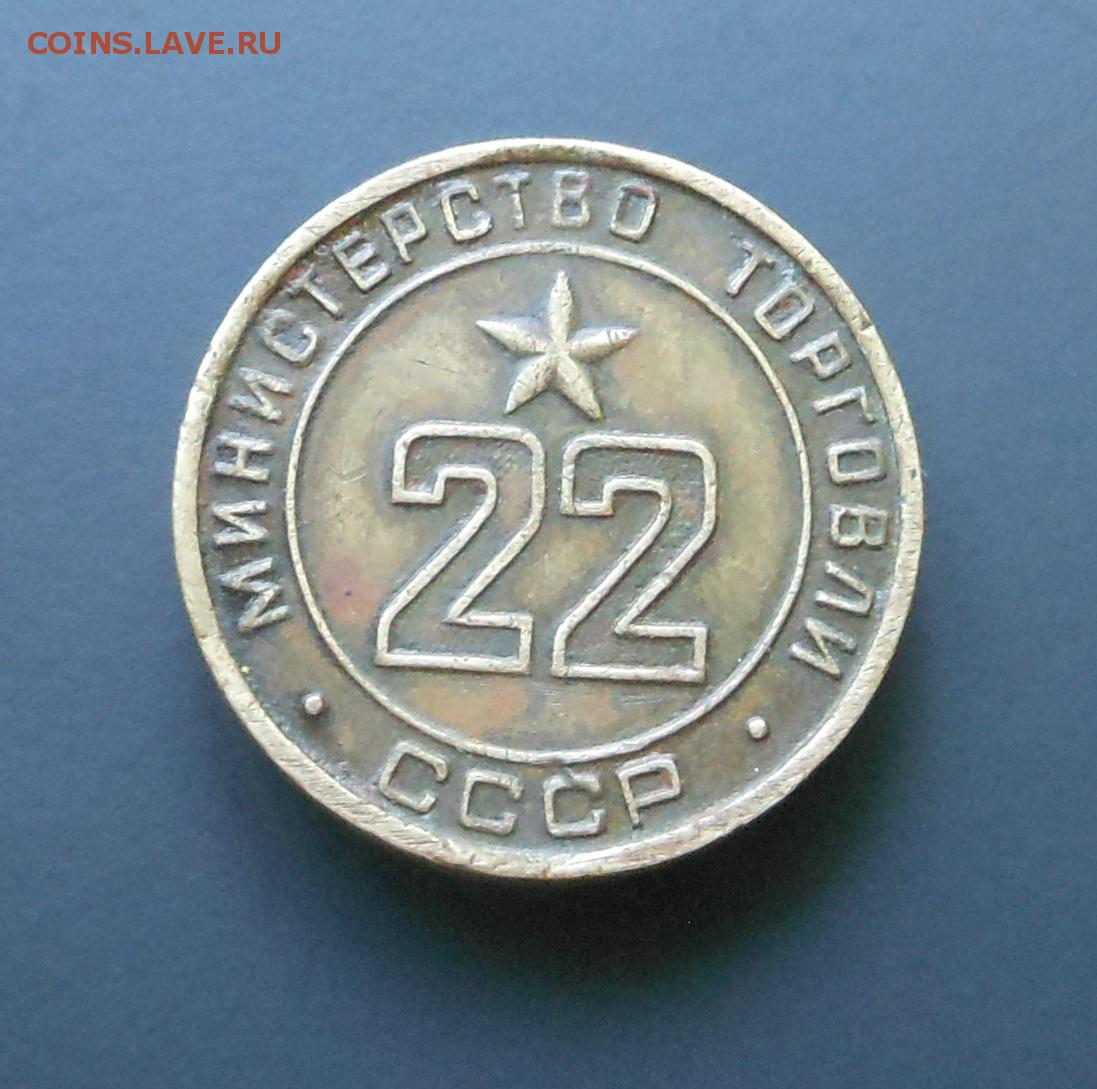 COINS.LAVE.RU
МИНИСТЕРСТВО ТОРГОВЛИ
22
• СССР •